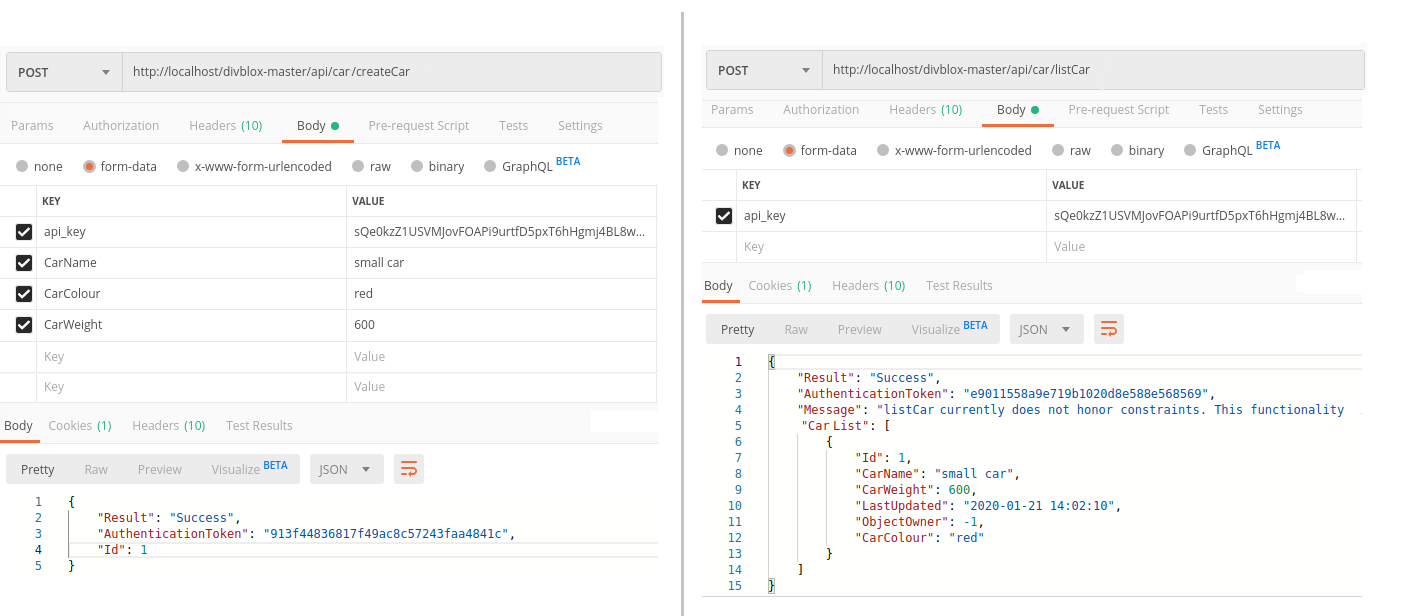 POST http://localhost/divblox-master/api/car/createCar
Params Authorization Headers (10) Body Pre-request Script Tests Settings
none form-data x-www-form-urlencoded raw binary GraphQL BETA
KEY VALUE
api_key sQe0kzZ1USVMJovFOAPi9urtfD5pxT6hHgmj4BL8w...
CarName small car
CarColour red
CarWeight 600
Key Value
Key Value
Body Cookies (1) Headers (10) Test Results
Pretty Raw Preview Visualize BETA JSON
1 {
2 "Result": "Success",
3 "AuthenticationToken": "913f44836817f49ac8c57243faa4841c",
4 "Id": 1
5 }
POST http://localhost/divblox-master/api/car/listCar
Params Authorization Headers (10) Body Pre-request Script Tests Settings
none form-data x-www-form-urlencoded raw binary GraphQL BETA
KEY VALUE
api_key sQe0kzZ1USVMJovFOAPi9urtfD5pxT6hHgmj4BL8w...
Key Value
Body Cookies (1) Headers (10) Test Results
Pretty Raw Preview Visualize BETA JSON
1 {
2 "Result": "Success",
3 "AuthenticationToken": "e9011558a9e719b1020d8e588e568569",
4 "Message": "listCar currently does not honor constraints. This functionality
5 "Car List": [
6 {
7 "Id": 1,
8 "CarName": "small car",
9 "CarWeight": 600,
10 "LastUpdated": "2020-01-21 14:02:10",
11 "ObjectOwner": -1,
12 "CarColour": "red"
13 }
14 ]
15 }